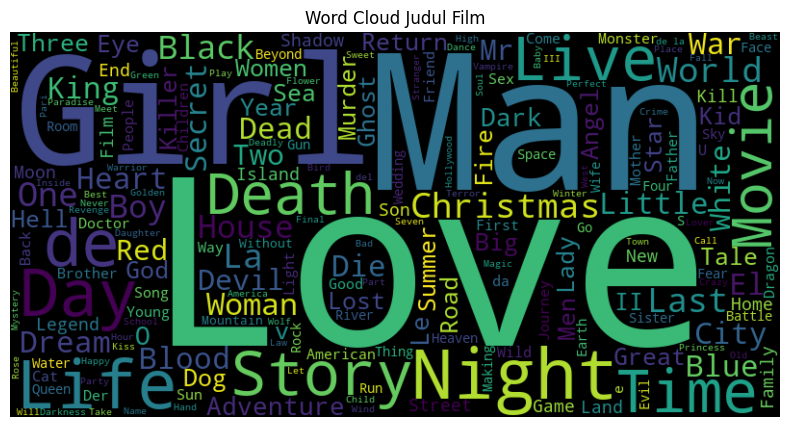 Word Cloud Judul Film
Beautiful
Three
Eye
Black
Shadow
Return
Mr
High
Dance
Come
Monster
de la
Place
War
Beast
Face
End
Green
Beyond
Sweet
Baby
III
Fall
King
Film
People
Killer
Children
Secret
Women
Play
Flower
Sea
Murder
Ghost
Friend
Stranger
Vampire
Soul
Sex
Perfect
World
Kill
Girl
Man
Live
Movie
Paradise
Meet
Room
Year
Dead
Deadly
Gun
Wedding
Dark
Angel
Kid
Star
Sky
U
Crime
Moon
Warrior
Two
Bird
del
Hollywood
Fire
Space
Wife
Mother
Father
Inside
Heart
Island
Terror
Winter
West
Four
White
Now
One
Best
Never
Golden
Boy
Death
Son
Christmas
Little
Hell
Doctor
Revenge
Daughter
House
Final
Seven
First
Go
S
Love
Back
de
Red
Way
Without
Bad
Big
Town
Call
Tale
Day
God
La
Die
Good
Magic
Lady
New
Fear
Crazy
Brother
Devil
Light
Part
Summer
da
Men
El
Dragon
Song
Young
Woman
America
Lost
Road
Journey
II
Last
Home
Mystery
Legend
O
Mountain
Wolf
River
Le
Earth
Sister
Battle
Dream
Hour
School
V
Law
Rock
Heaven
Wild
City
Princess
Water
Happy
Kiss
Blood
American
Thing
Making
Great
Blue
Family
Old
Rose
Cat
Queen
Life
Party
Der
Sun
Dog
Let
Story
Run
Night
Game
e
Land
Evil
Time
Will
Darkness
Take
Name
Hand
Adventure
Child
Wind
Street